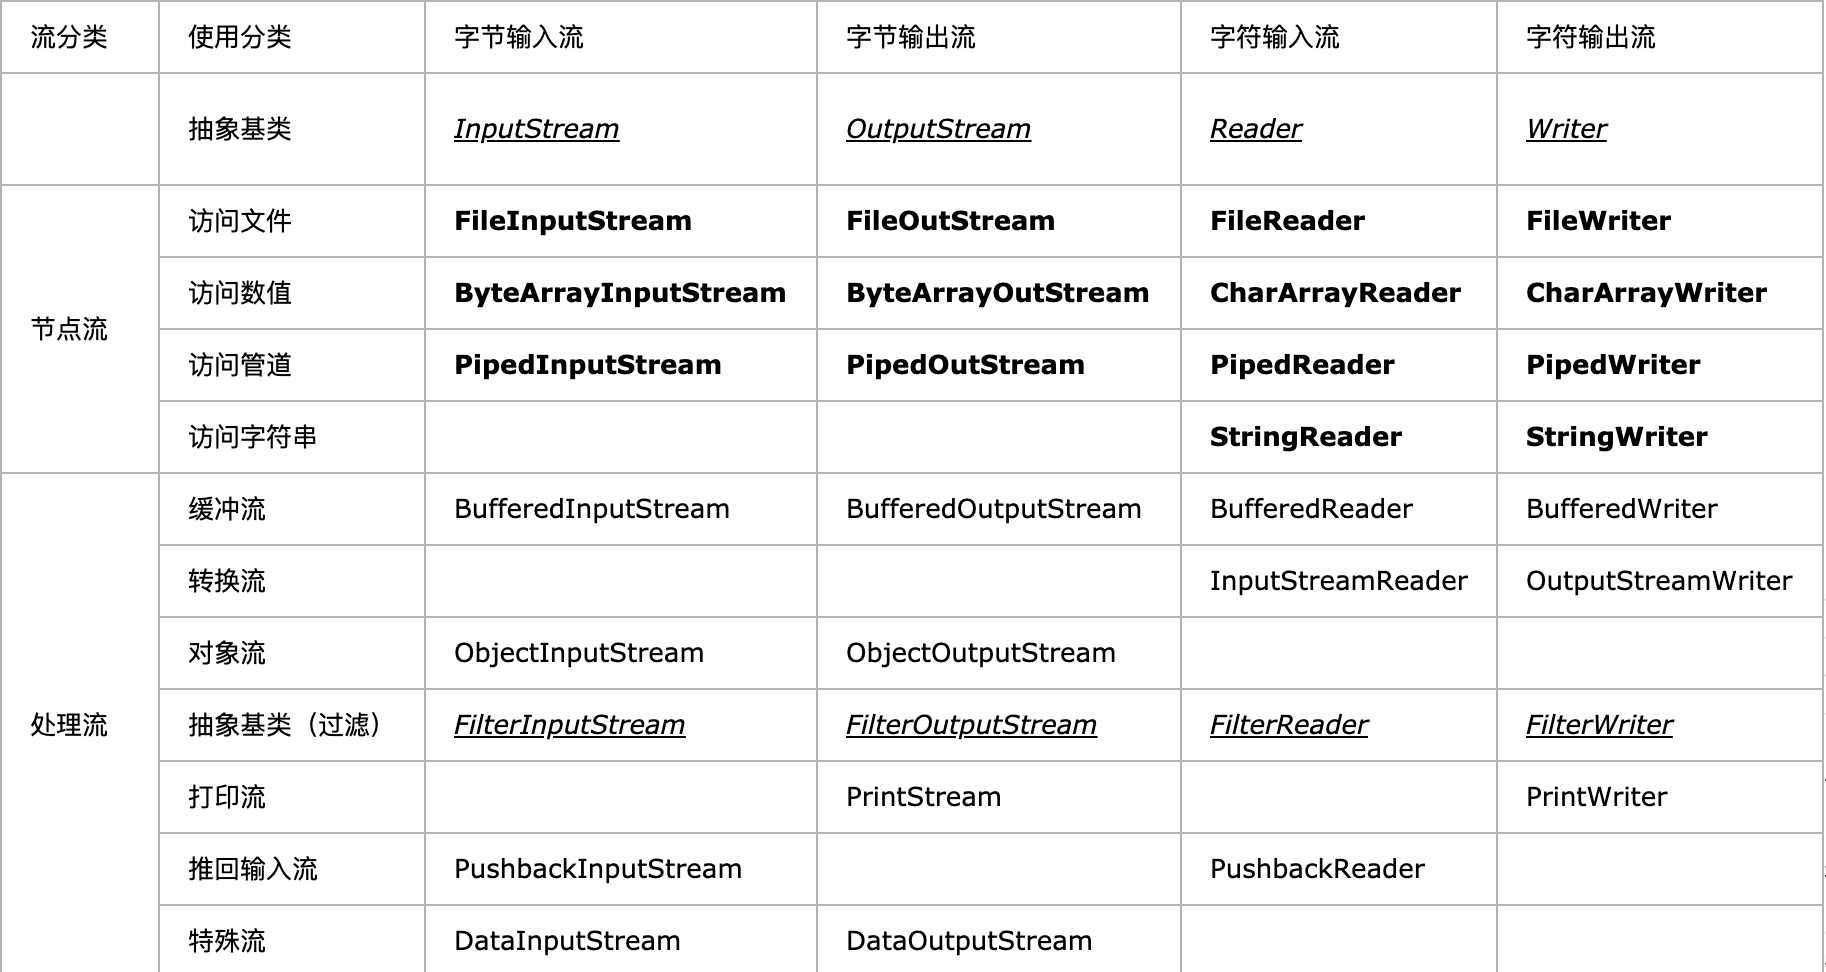 流分类 使用分类 字节输入流 字节输出流 字符输入流 字符输出流
抽象基类 InputStream OutputStream Reader Writer
访问文件 FileInputStream FileOutStream FileReader FileWriter
访问数值 ByteArrayInputStream ByteArrayOutStream CharArrayReader CharArrayWriter
节点流
访问管道 PipedInputStream PipedOutStream PipedReader PipedWriter
访问字符串 StringReader StringWriter
缓冲流 BufferedInputStream BufferedOutputStream BufferedReader BufferedWriter
转换流 InputStreamReader OutputStreamWriter
对象流 ObjectInputStream ObjectOutputStream
处理流 抽象基类（过滤） FilterInputStream FilterOutputStream FilterReader FilterWriter
打印流 PrintStream PrintWriter
推回输入流 PushbackInputStream PushbackReader
特殊流 DataInputStream DataOutputStream